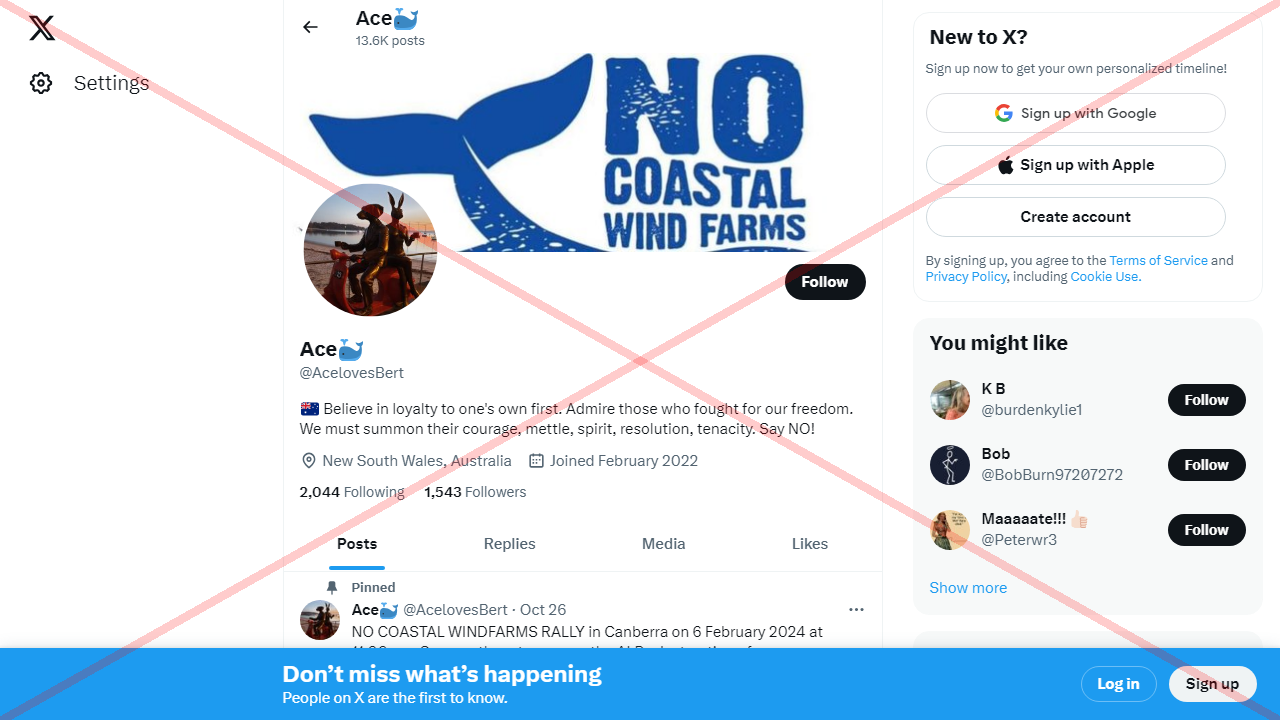 Settings
Ace🐳
13.6K posts
NO
COASTAL
WIND FARMS
Follow
Ace🐳
@AcelovesBert
🇦🇺 Believe in loyalty to one's own first. Admire those who fought for our freedom.
We must summon their courage, mettle, spirit, resolution, tenacity. Say NO!
New South Wales, Australia Joined February 2022
2,044 Following 1,543 Followers
Posts Replies Media Likes
Pinned
Ace🐳 @AcelovesBert · Oct 26
NO COASTAL WINDFARMS RALLY in Canberra on 6 February 2024 at
New to X?
Sign up now to get your own personalized timeline!
Sign up with Google
Sign up with Apple
Create account
By signing up, you agree to the Terms of Service and
Privacy Policy, including Cookie Use.
You might like
K B
@burdenkylie1
Follow
Bob
@BobBurn97207272
Follow
Maaaaate!!! 👍🏻
@Peterwr3
Follow
Show more
Don’t miss what’s happening
People on X are the first to know.
Log in
Sign up